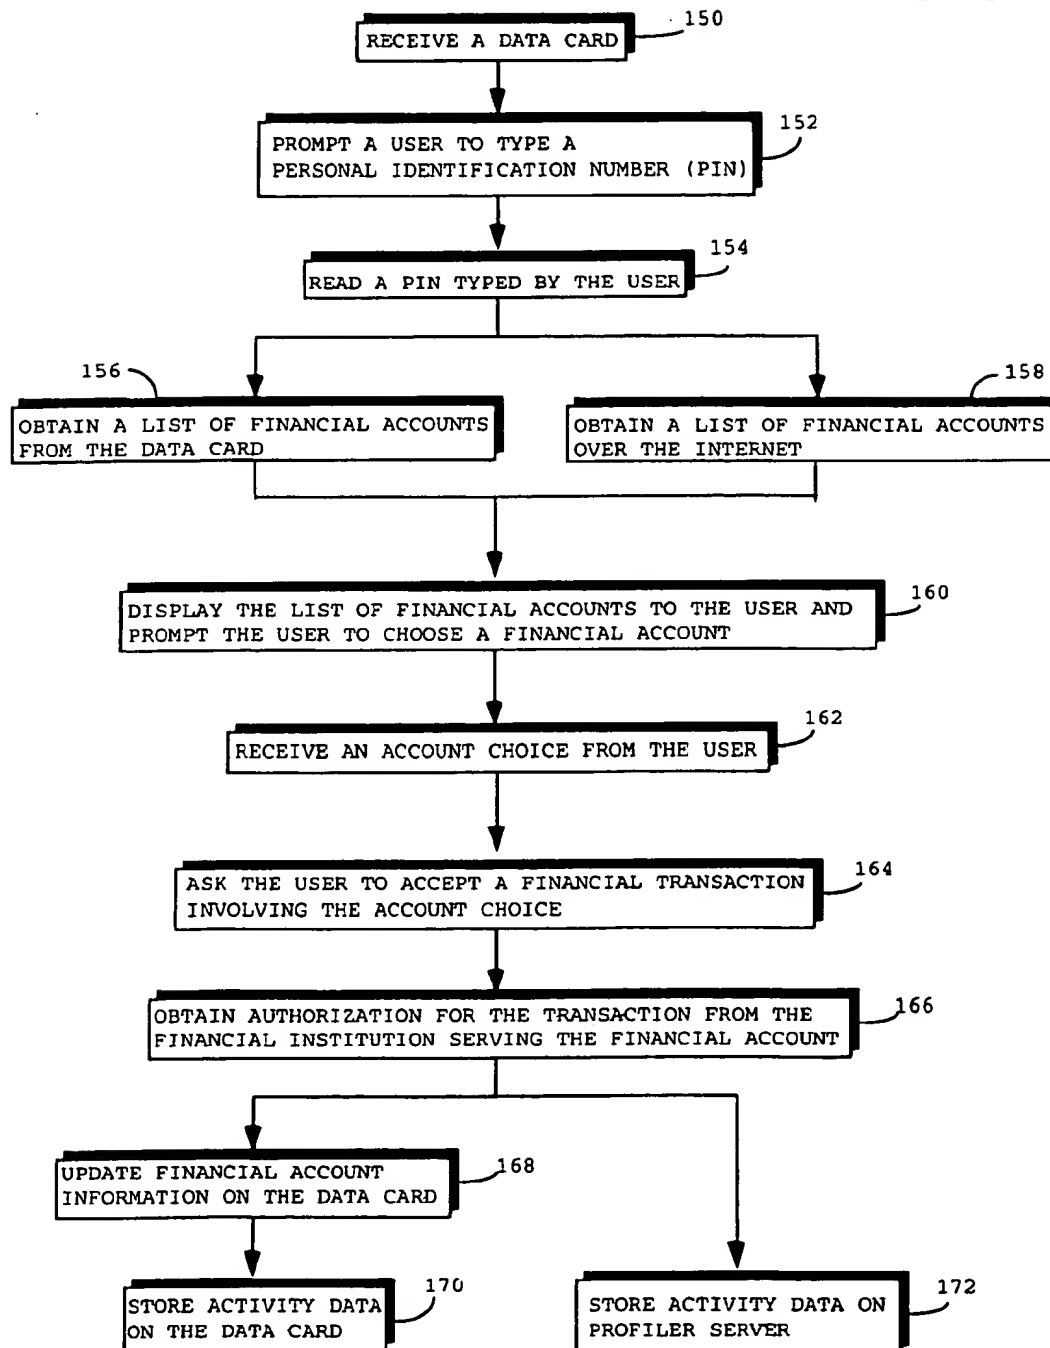 150
RECEIVE A DATA CARD
152
PROMPT A USER TO TYPE A
PERSONAL IDENTIFICATION NUMBER (PIN)
154
READ A PIN TYPED BY THE USER
156
OBTAIN A LIST OF FINANCIAL ACCOUNTS
FROM THE DATA CARD
158
OBTAIN A LIST OF FINANCIAL ACCOUNTS
OVER THE INTERNET
160
DISPLAY THE LIST OF FINANCIAL ACCOUNTS TO THE USER AND
PROMPT THE USER TO CHOOSE A FINANCIAL ACCOUNT
162
RECEIVE AN ACCOUNT CHOICE FROM THE USER
164
ASK THE USER TO ACCEPT A FINANCIAL TRANSACTION
INVOLVING THE ACCOUNT CHOICE
166
OBTAIN AUTHORIZATION FOR THE TRANSACTION FROM THE
FINANCIAL INSTITUTION SERVING THE FINANCIAL ACCOUNT
168
UPDATE FINANCIAL ACCOUNT
INFORMATION ON THE DATA CARD
170
STORE ACTIVITY DATA
ON THE DATA CARD
172
STORE ACTIVITY DATA ON
PROFILER SERVER